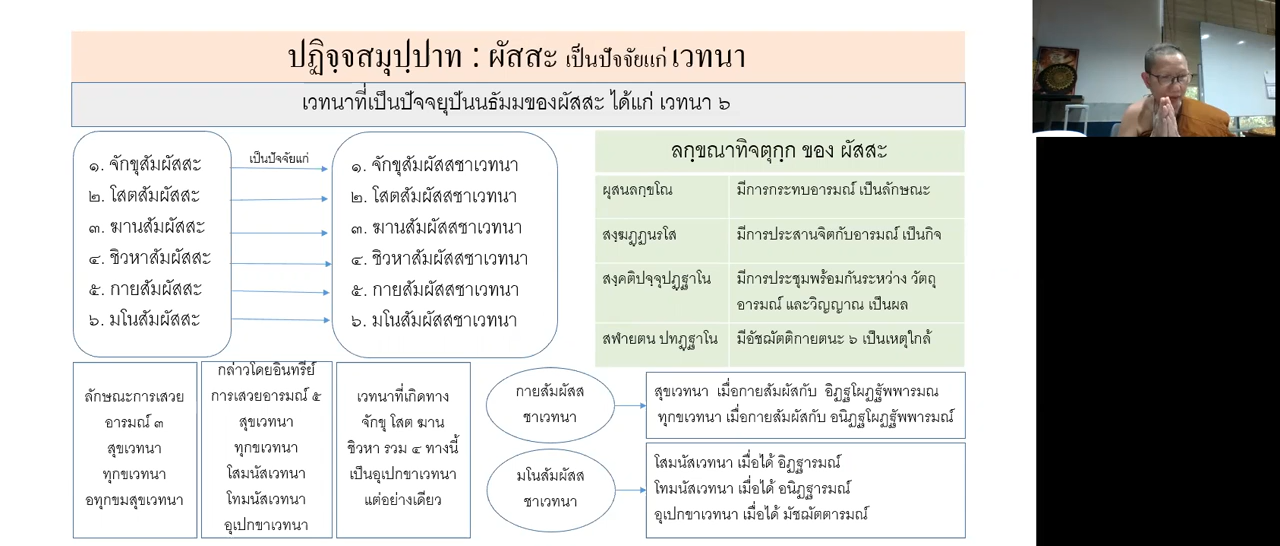 ปฏิจฺจสมุปฺปาท : ผัสสะ เป็นปัจจัยแก่ เวทนา
เวทนาที่เป็นปัจจยุปันนธัมมของผัสสะ ได้แก่ เวทนา ๖
๑. จักขุสัมผัสสะ
๒. โสตสัมผัสสะ
๓. ฆานสัมผัสสะ
๔. ชิวหาสัมผัสสะ
๕. กายสัมผัสสะ
๖. มโนสัมผัสสะ
เป็นปัจจัยแก่
๑. จักขุสัมผัสสชาเวทนา
๒. โสตสัมผัสสชาเวทนา
๓. ฆานสัมผัสสชาเวทนา
๔. ชิวหาสัมผัสสชาเวทนา
๕. กายสัมผัสสชาเวทนา
๖. มโนสัมผัสสชาเวทนา
ลกฺขณาทิจตุกฺก ของ ผัสสะ
ผุสนลกฺขโณ มีการกระทบอารมณ์ เป็นลักษณะ
สงฺฆฏฺฏนรโส มีการประสานจิตกับอารมณ์ เป็นกิจ
สงฺคติปจฺจุปฏฺฐาโน มีการประชุมพร้อมกันระหว่าง วัตถุ
อารมณ์ และวิญญาณ เป็นผล
สฬายตน ปทฏฺฐาโน มีอัชฌัตติกายตนะ ๖ เป็นเหตุใกล้
ลักษณะการเสวย
อารมณ์ ๓
สุขเวทนา
ทุกขเวทนา
อทุกขมสุขเวทนา
กล่าวโดยอินทรีย์
การเสวยอารมณ์ ๕
สุขเวทนา
ทุกขเวทนา
โสมนัสเวทนา
โทมนัสเวทนา
อุเปกขาเวทนา
เวทนาที่เกิดทาง
จักขุ โสต ฆาน
ชิวหา รวม ๔ ทางนี้
เป็นอุเปกขาเวทนา
แต่อย่างเดียว
กายสัมผัสส
ชาเวทนา
สุขเวทนา เมื่อกายสัมผัสกับ อิฏฐโผฏฐัพพารมณ
ทุกขเวทนา เมื่อกายสัมผัสกับ อนิฏฐโผฏฐัพพารมณ์
มโนสัมผัสส
ชาเวทนา
โสมนัสเวทนา เมื่อได้ อิฏฐารมณ์
โทมนัสเวทนา เมื่อได้ อนิฏฐารมณ์
อุเปกขาเวทนา เมื่อได้ มัชฌัตตารมณ์